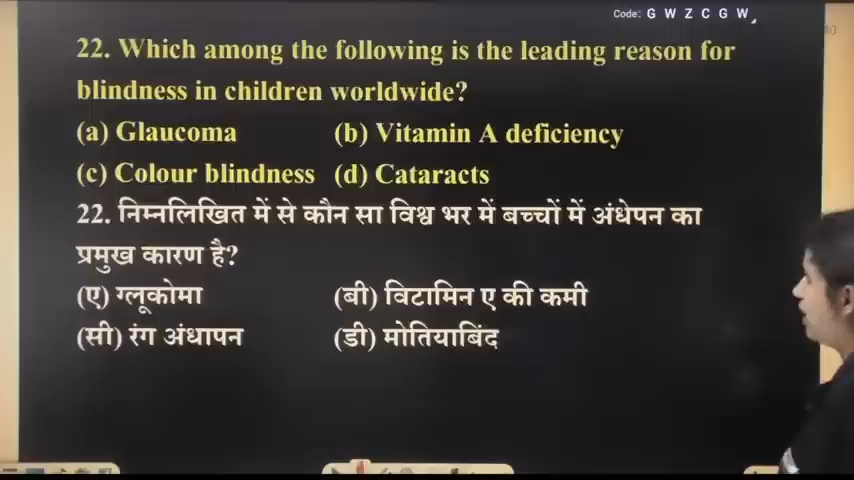 Code: G W Z C G W
22. Which among the following is the leading reason for
blindness in children worldwide?
(a) Glaucoma (b) Vitamin A deficiency
(c) Colour blindness (d) Cataracts
22. निम्नलिखित में से कौन सा विश्व भर में बच्चों में अंधेपन का
प्रमुख कारण है?
(ए) ग्लूकोमा (बी) विटामिन ए की कमी
(सी) रंग अंधापन (डी) मोतियाबिंद